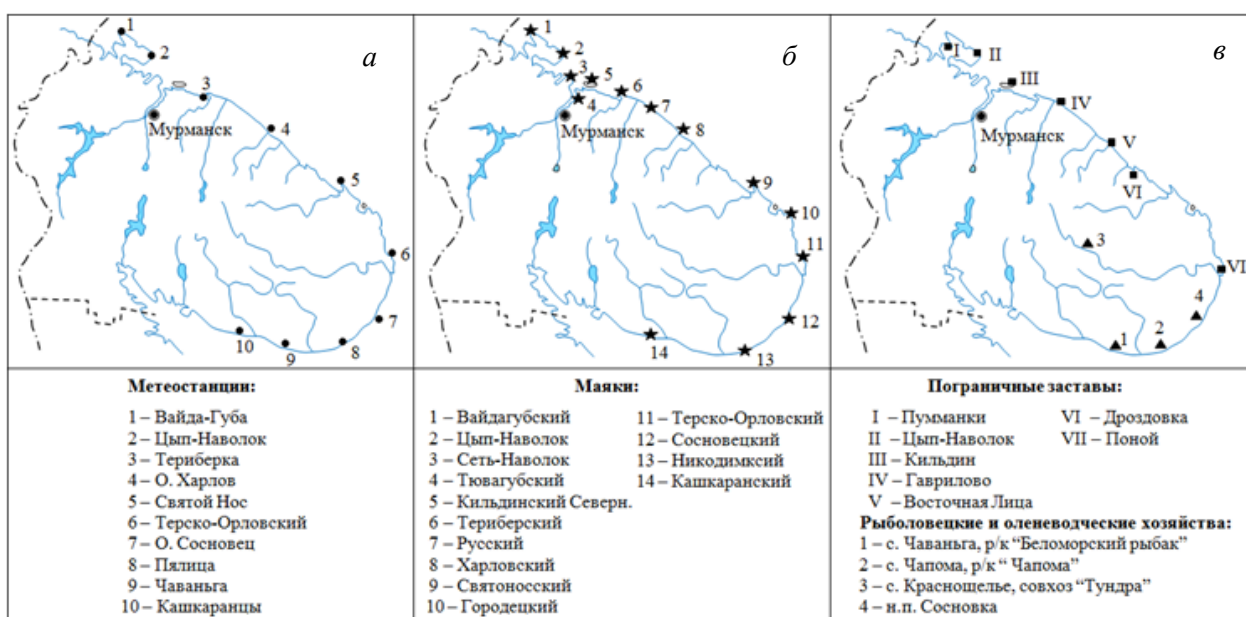 а
1
2
3
Мурманск
4
5
6
7
8
9
10
б
1
2
3
5
4
6
7
Мурманск
8
9
10
11
12
13
14
в
I
II
III
IV
Мурманск
V
VI
3
VI
4
1
2
Метеостанции:
1 – Вайда-Губа
2 – Цып-Наволок
3 – Териберка
4 – О. Харлов
5 – Святой Нос
6 – Терско-Орловский
7 – О. Сосновец
8 – Пялица
9 – Чаваньга
10 – Кашкаранцы
Маяки:
1 – Вайдагубский
2 – Цып-Наволок
3 – Сеть-Наволок
4 – Тювагубский
5 – Кильдинский Северн.
6 – Териберский
7 – Русский
8 – Харловский
9 – Святоносский
10 – Городецкий
11 – Терско-Орловский
12 – Сосновецкий
13 – Никодимксий
14 – Кашкаранский
Пограничные заставы:
I – Пумманки
II – Цып-Наволок
III – Кильдин
IV – Гаврилово
V – Восточная Лица
VI – Дроздовка
VII – Поной
Рыболовецкие и оленеводческие хозяйства:
1 – с. Чаваньга, р/к “Беломорский рыбак”
2 – с. Чапома, р/к “ Чапома”
3 – с. Краснощелье, совхоз “Тундра”
4 – н.п. Сосновка